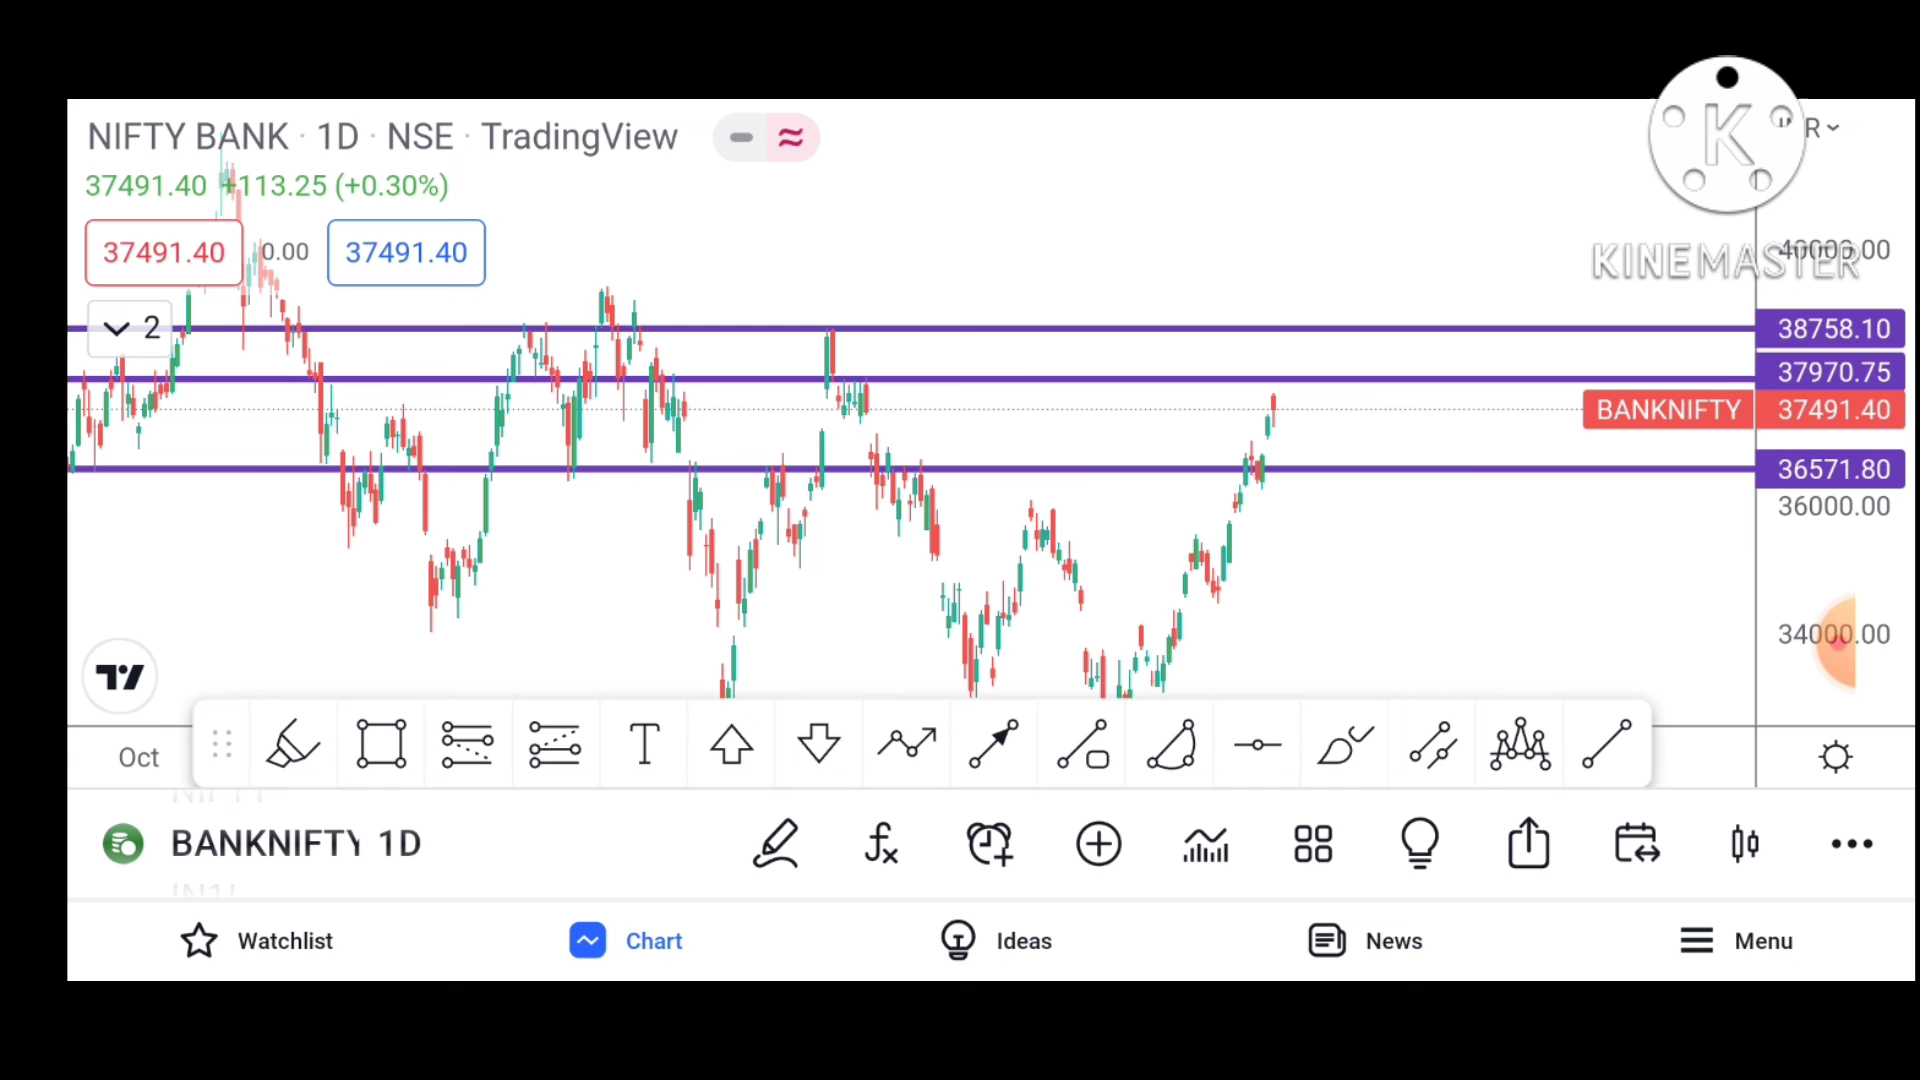 NIFTY BANK · 1D · NSE · TradingView
37491.40 +113.25 (+0.30%)
37491.40 0.00 37491.40
2
KINEMASTER
40000.00
38758.10
37970.75
BANKNIFTY 37491.40
36571.80
36000.00
34000.00
Oct
BANKNIFTY 1D
Watchlist Chart Ideas News Menu